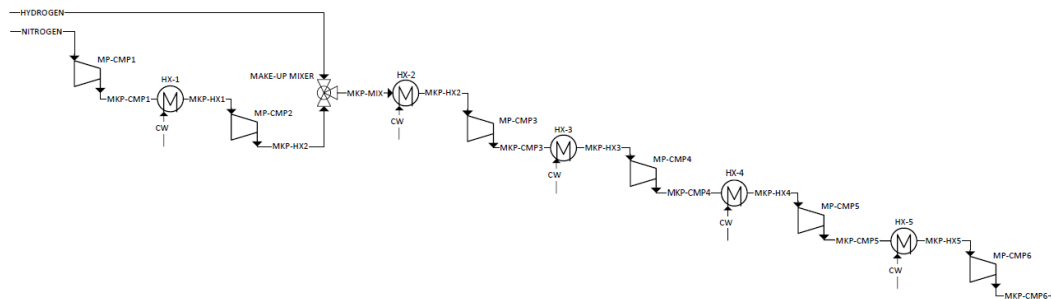 HYDROGEN
NITROGEN
MP-CMP1
MKP-CMP1
HX-1
CW
MKP-HX1
MP-CMP2
MKP-HX2
MAKE-UP MIXER
MKP-MIX
HX-2
CW
MKP-HX2
MP-CMP3
MKP-CMP3
HX-3
CW
MKP-HX3
MP-CMP4
MKP-CMP4
HX-4
CW
MKP-HX4
MP-CMP5
MKP-CMP5
HX-5
CW
MKP-HX5
MP-CMP6
MKP-CMP6